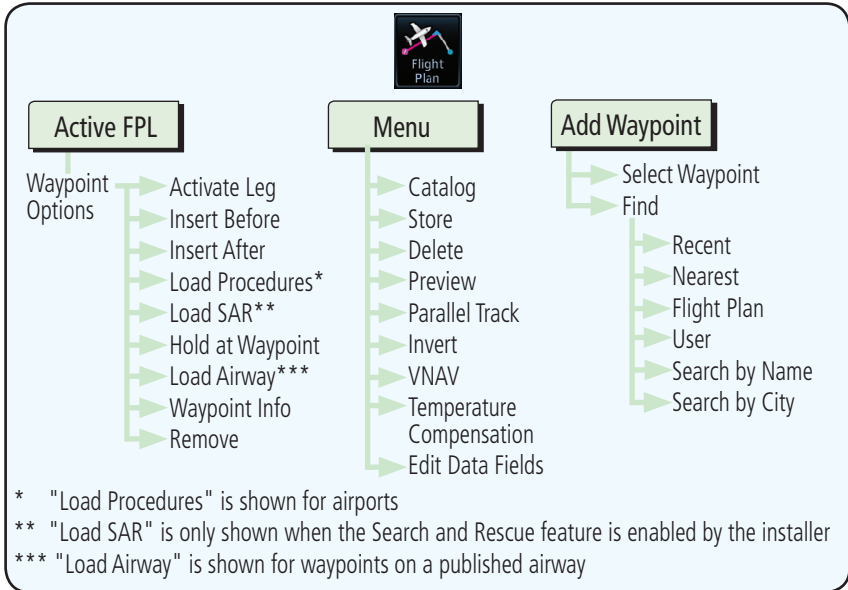 Flight
Plan
Active FPL
Waypoint
Options
Activate Leg
Insert Before
Insert After
Load Procedures*
Load SAR**
Hold at Waypoint
Load Airway***
Waypoint Info
Remove
Menu
Catalog
Store
Delete
Preview
Parallel Track
Invert
VNAV
Temperature
Compensation
Edit Data Fields
Add Waypoint
Select Waypoint
Find
Recent
Nearest
Flight Plan
User
Search by Name
Search by City
* "Load Procedures" is shown for airports
** "Load SAR" is only shown when the Search and Rescue feature is enabled by the installer
*** "Load Airway" is shown for waypoints on a published airway